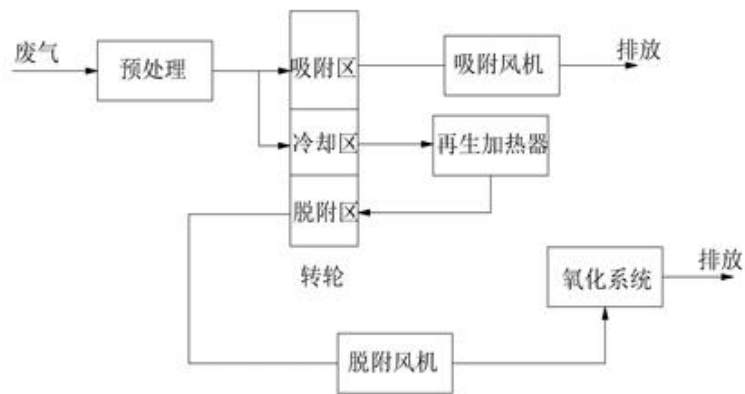 废气
预处理
吸附区
吸附风机
排放
冷却区
再生加热器
脱附区
转轮
氧化系统
排放
脱附风机